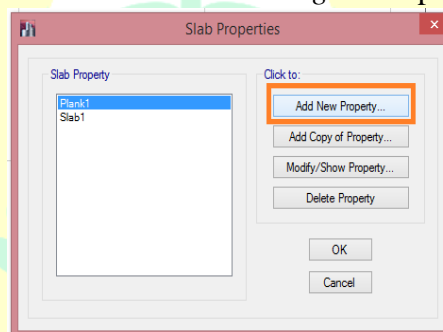 Slab Properties
x
Slab Property
Plank1
Slab1
Click to:
Add New Property...
Add Copy of Property...
Modify/Show Property...
Delete Property
OK
Cancel